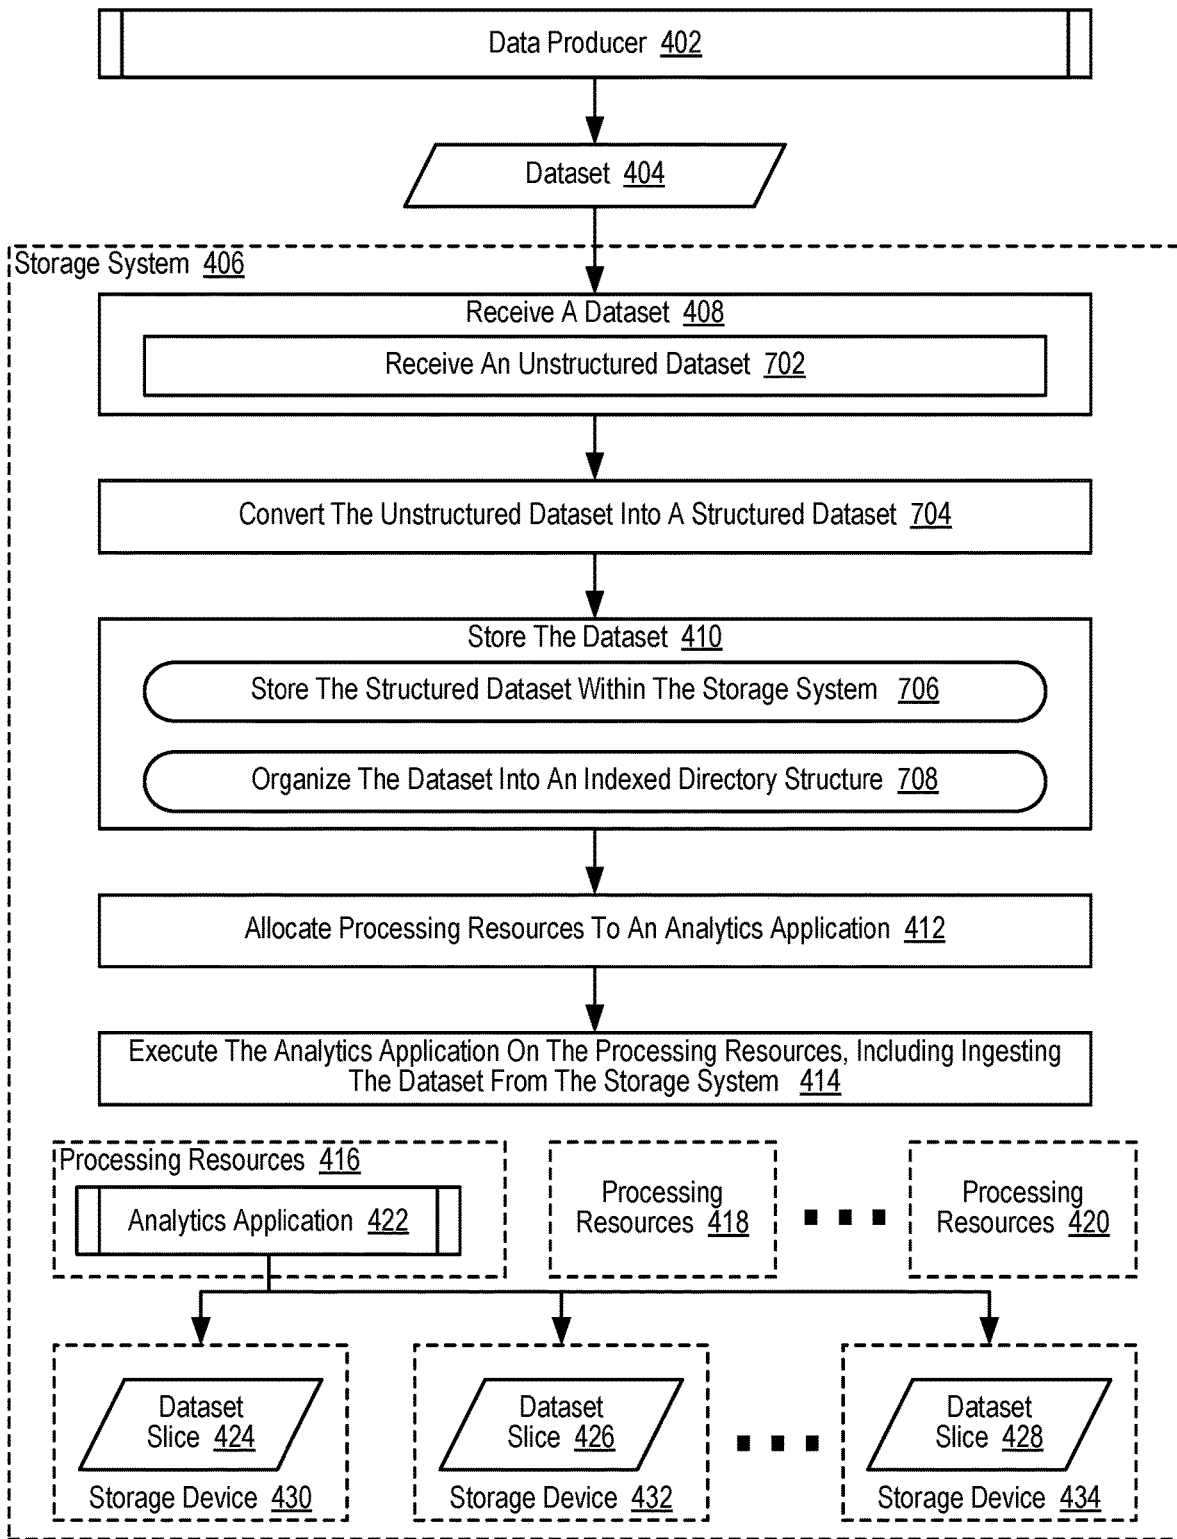 Data Producer 402
Dataset 404
Storage System 406
Receive A Dataset 408
Receive An Unstructured Dataset 702
Convert The Unstructured Dataset Into A Structured Dataset 704
Store The Dataset 410
Store The Structured Dataset Within The Storage System 706
Organize The Dataset Into An Indexed Directory Structure 708
Allocate Processing Resources To An Analytics Application 412
Execute The Analytics Application On The Processing Resources, Including Ingesting
The Dataset From The Storage System 414
Processing Resources 416
Analytics Application 422
Processing
Resources 418
Processing
Resources 420
Dataset
Slice 424
Storage Device 430
Dataset
Slice 426
Storage Device 432
Dataset
Slice 428
Storage Device 434